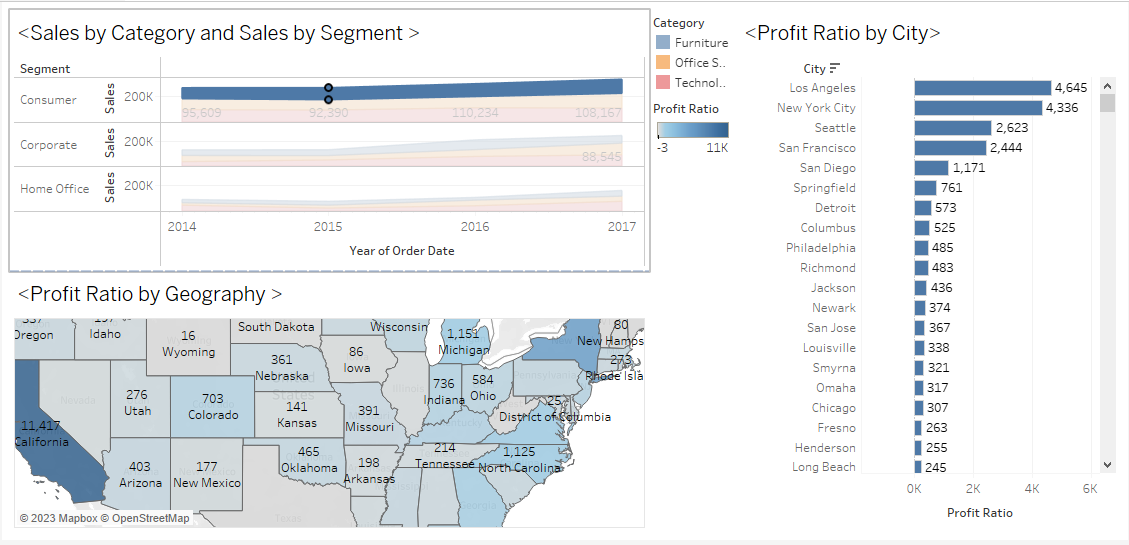 <Sales by Category and Sales by Segment >
Segment
Consumer
Sales
200K
95,609
92,390
110,234
108,167
Corporate
Sales
200K
88,545
Home Office
Sales
200K
2014
2015
2016
2017
Year of Order Date
Category
Furniture
Office S..
Technol..
Profit Ratio
-3
11K
<Profit Ratio by Geography >
337
Oregon
197
Idaho
16
Wyoming
South Dakota
Wisconsin
1,151
Michigan
80
New Hamps
361
Nebraska
86
Iowa
273
Rhode Isla
276
Utah
703
Colorado
141
Kansas
391
Missouri
736
Indiana
584
Ohio
25
District of Columbia
11,417
California
Nevada
States
Illinois
Pennsylvania
Kentucky
403
Arizona
177
New Mexico
465
Oklahoma
198
Arkansas
214
Tennessee
1,125
North Carolina
Texas
Georgia
© 2023 Mapbox © OpenStreetMap
<Profit Ratio by City>
City
Los Angeles 4,645
New York City 4,336
Seattle 2,623
San Francisco 2,444
San Diego 1,171
Springfield 761
Detroit 573
Columbus 525
Philadelphia 485
Richmond 483
Jackson 436
Newark 374
San Jose 367
Louisville 338
Smyrna 321
Omaha 317
Chicago 307
Fresno 263
Henderson 255
Long Beach 245
0K 2K 4K 6K
Profit Ratio